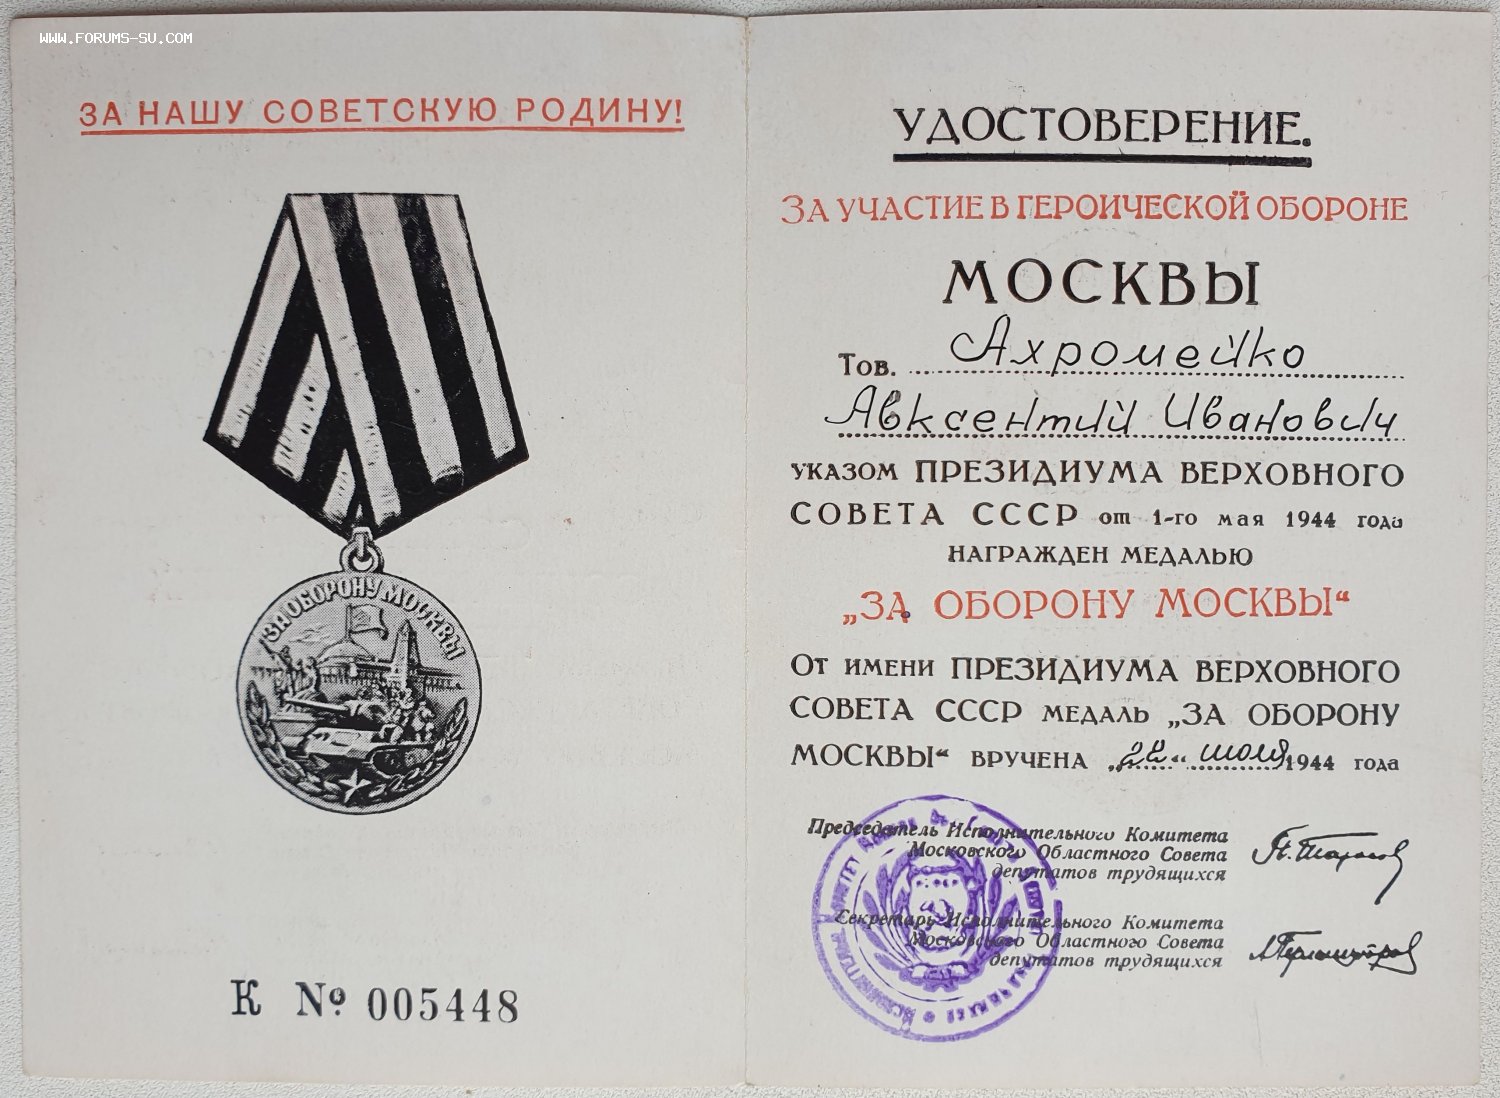 WWW.FORUMS-SU.COM
ЗА НАШУ СОВЕТСКУЮ РОДИНУ!
ЗА ОБОРОНУ МОСКВЫ
К № 005448
УДОСТОВЕРЕНИЕ.
ЗА УЧАСТИЕ В ГЕРОИЧЕСКОЙ ОБОРОНЕ
МОСКВЫ
Тов. Ахромейко
Авксентий Иванович
указом ПРЕЗИДИУМА ВЕРХОВНОГО
СОВЕТА СССР от 1-го мая 1944 года
НАГРАЖДЕН МЕДАЛЬЮ
„ЗА ОБОРОНУ МОСКВЫ“
От имени ПРЕЗИДИУМА ВЕРХОВНОГО
СОВЕТА СССР медаль „ЗА ОБОРОНУ
МОСКВЫ“ вручена „22“ июля 1944 года
Председатель Исполнительного Комитета
Московского Областного Совета
депутатов трудящихся
Секретарь Исполнительного Комитета
Московского Областного Совета
депутатов трудящихся